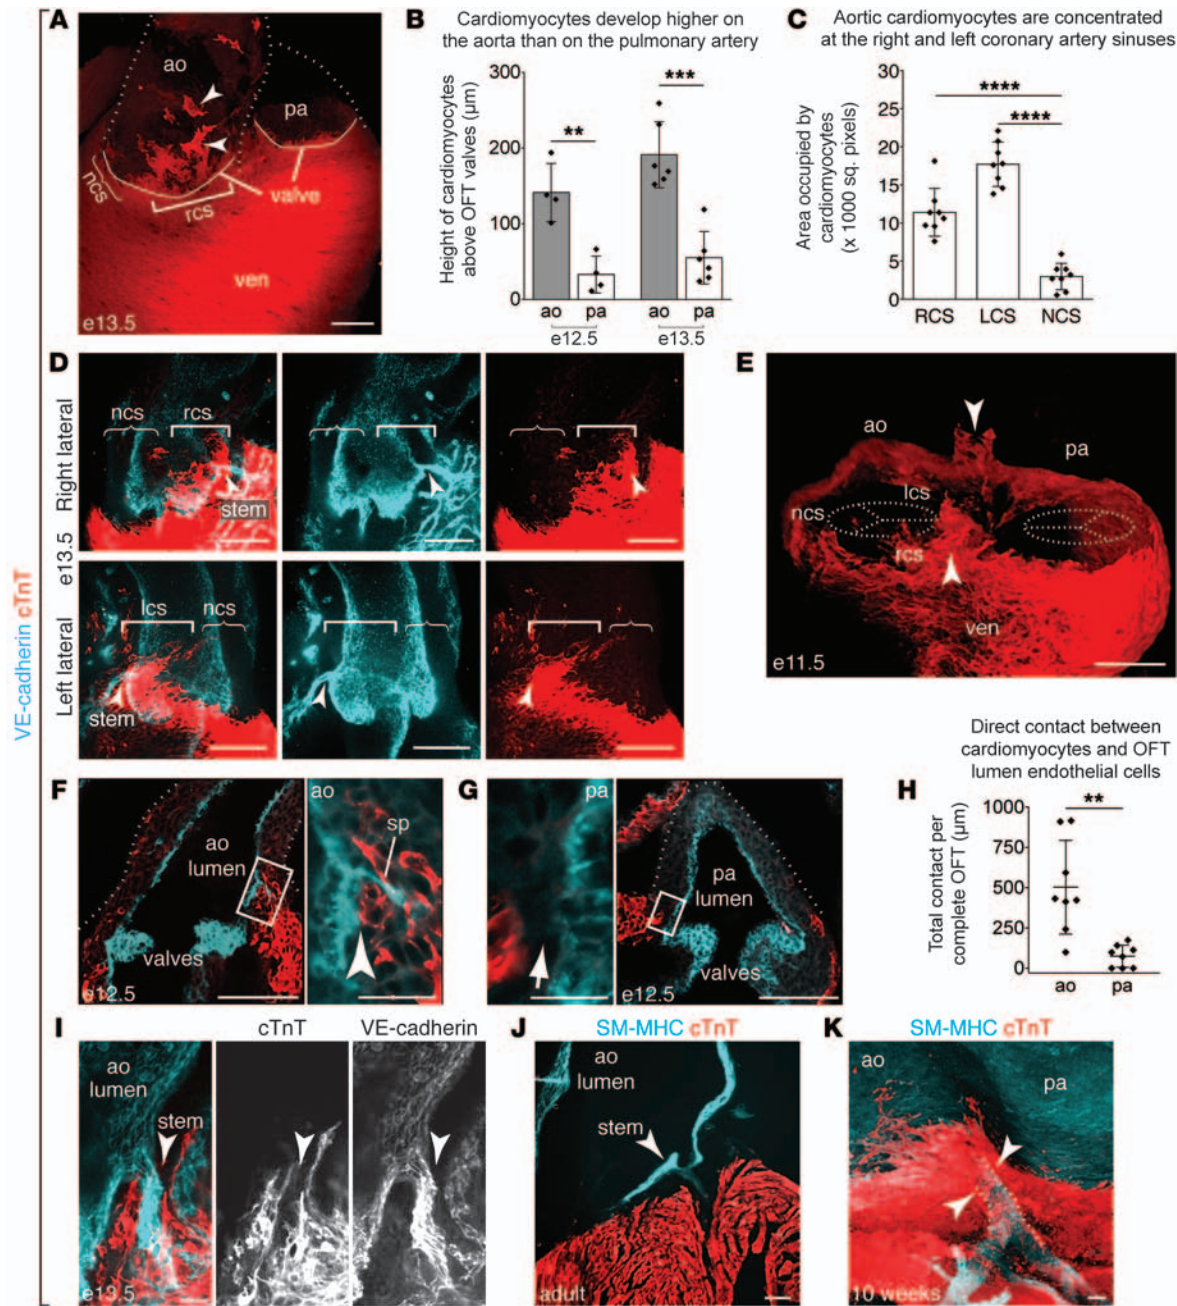 VE-cadherin cTnT
A
ao
pa
ncs
rcs
valve
ven
e13.5
B
Cardiomyocytes develop higher on
the aorta than on the pulmonary artery
Height of cardiomyocytes
above OFT valves (µm)
300
200
100
0
**
***
ao
pa
ao
pa
e12.5
e13.5
C
Aortic cardiomyocytes are concentrated
at the right and left coronary artery sinuses
Area occupied by
cardiomyocytes
(x 1000 sq. pixels)
30
25
20
15
10
5
0
****
****
RCS
LCS
NCS
D
e13.5
Right lateral
ncs
rcs
stem
Left lateral
lcs
ncs
stem
E
ao
pa
lcs
ncs
rcs
ven
e11.5
F
ao
lumen
valves
e12.5
ao
sp
G
pa
pa
lumen
valves
e12.5
H
Direct contact between
cardiomyocytes and OFT
lumen endothelial cells
Total contact per
complete OFT (µm)
1000
750
500
250
0
**
ao
pa
I
cTnT
VE-cadherin
ao
lumen
stem
e13.5
J
SM-MHC cTnT
ao
lumen
stem
adult
K
SM-MHC cTnT
ao
pa
10 weeks